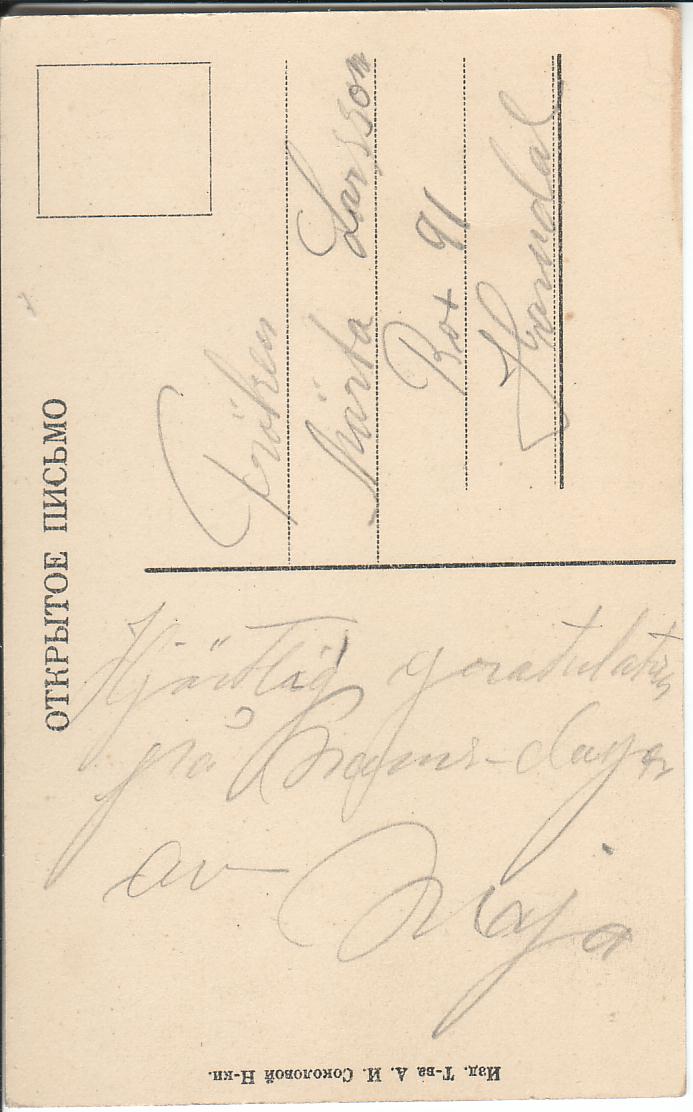 ОТКРЫТОЕ ПИСЬМО
Fröken
Märta Larsson
Box 91
Hjärtlig gratulation
på Namns-dagen
av Maja
Изд. Т-ва А. И. Соколовой Н-ки.